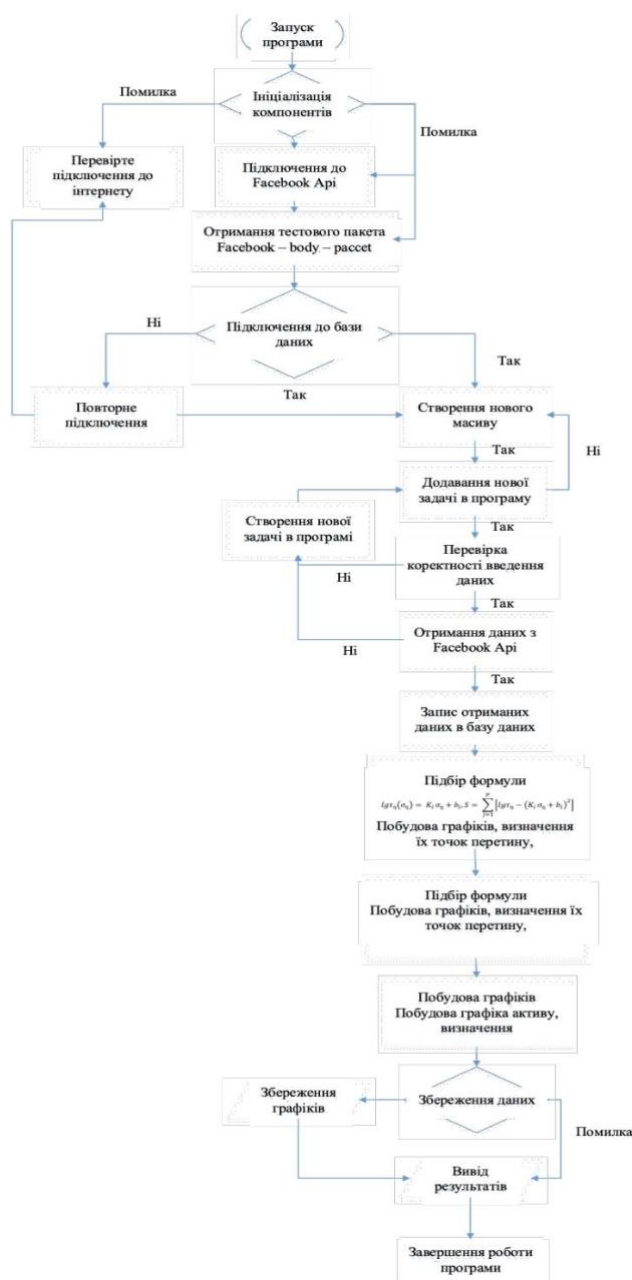 Запуск
програми
Помилка
Ініціалізація
компонентів
Помилка
Перевірте
підключення до
інтернету
Підключення до
Facebook Api
Отримання тестового пакета
Facebook – body – paccet
Ні
Підключення до бази
даних
Так
Повторне
підключення
Так
Створення нового
масиву
Так
Ні
Додавання нової
задачі в програму
Створення нової
задачі в програмі
Так
Перевірка
коректності введення
даних
Ні
Так
Отримання даних з
Facebook Api
Ні
Так
Запис отриманих
даних в базу даних
Підбір формули
Побудова графіків, визначення
їх точок перетину,
Підбір формули
Побудова графіків, визначення їх
точок перетину,
Побудова графіків
Побудова графіка активу,
визначення
Збереження
графіків
Збереження даних
Помилка
Вивід
результатів
Завершення роботи
програми